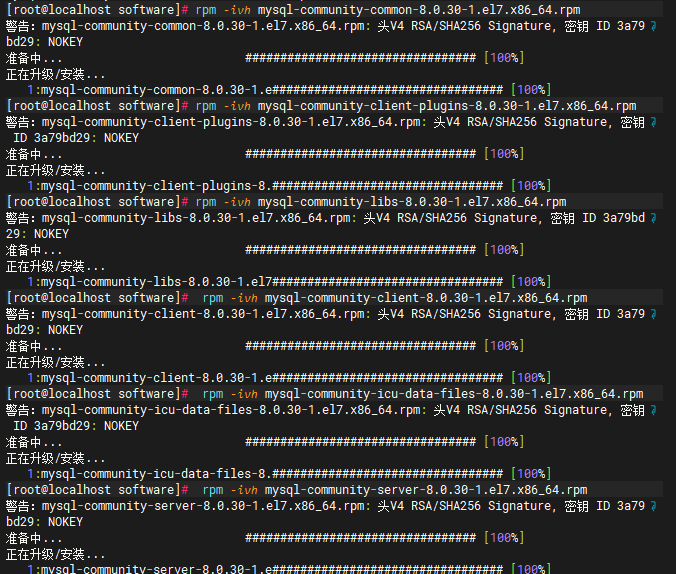 [root@localhost software]# rpm -ivh mysql-community-common-8.0.30-1.el7.x86_64.rpm
警告：mysql-community-common-8.0.30-1.el7.x86_64.rpm: 头V4 RSA/SHA256 Signature, 密钥 ID 3a79
bd29: NOKEY
准备中... ################################# [100%]
正在升级/安装...
1:mysql-community-common-8.0.30-1.e################################# [100%]
[root@localhost software]# rpm -ivh mysql-community-client-plugins-8.0.30-1.el7.x86_64.rpm
警告：mysql-community-client-plugins-8.0.30-1.el7.x86_64.rpm: 头V4 RSA/SHA256 Signature, 密钥
ID 3a79bd29: NOKEY
准备中... ################################# [100%]
正在升级/安装...
1:mysql-community-client-plugins-8.################################# [100%]
[root@localhost software]# rpm -ivh mysql-community-libs-8.0.30-1.el7.x86_64.rpm
警告：mysql-community-libs-8.0.30-1.el7.x86_64.rpm: 头V4 RSA/SHA256 Signature, 密钥 ID 3a79bd
29: NOKEY
准备中... ################################# [100%]
正在升级/安装...
1:mysql-community-libs-8.0.30-1.el7################################# [100%]
[root@localhost software]#  rpm -ivh mysql-community-client-8.0.30-1.el7.x86_64.rpm
警告：mysql-community-client-8.0.30-1.el7.x86_64.rpm: 头V4 RSA/SHA256 Signature, 密钥 ID 3a79
bd29: NOKEY
准备中... ################################# [100%]
正在升级/安装...
1:mysql-community-client-8.0.30-1.e################################# [100%]
[root@localhost software]#  rpm -ivh mysql-community-icu-data-files-8.0.30-1.el7.x86_64.rpm
警告：mysql-community-icu-data-files-8.0.30-1.el7.x86_64.rpm: 头V4 RSA/SHA256 Signature, 密钥
ID 3a79bd29: NOKEY
准备中... ################################# [100%]
正在升级/安装...
1:mysql-community-icu-data-files-8.################################# [100%]
[root@localhost software]#  rpm -ivh mysql-community-server-8.0.30-1.el7.x86_64.rpm
警告：mysql-community-server-8.0.30-1.el7.x86_64.rpm: 头V4 RSA/SHA256 Signature, 密钥 ID 3a79
bd29: NOKEY
准备中... ################################# [100%]
正在升级/安装...
1:mysql-community-server-8.0.30-1.e################################# [100%]